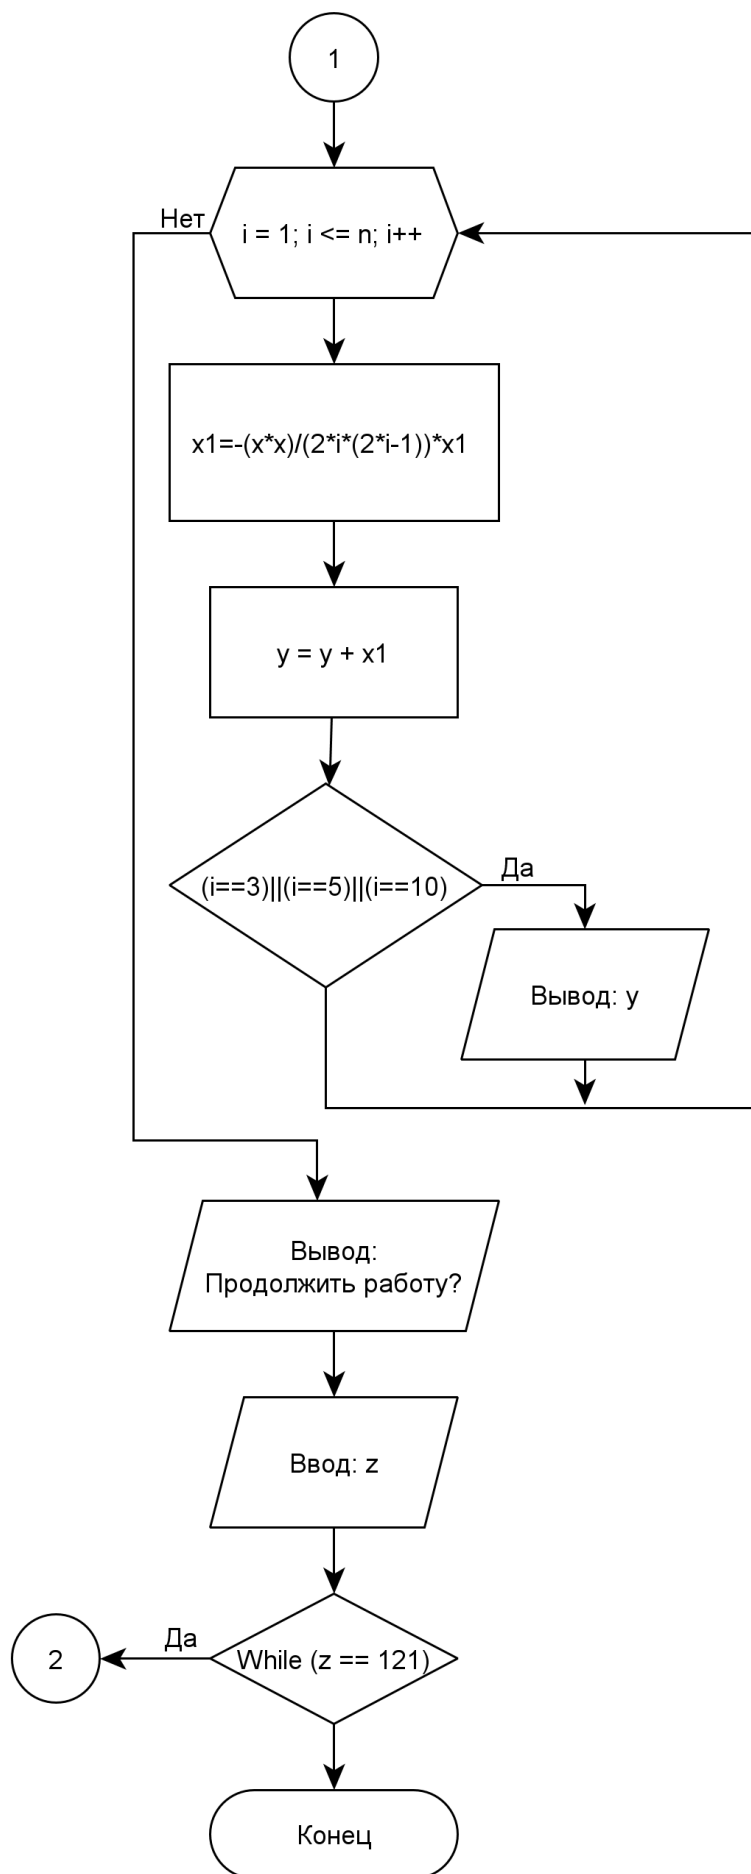 1
Нет
i = 1; i <= n; i++
x1=-(x*x)/(2*i*(2*i-1))*x1
y = y + x1
(i==3)||(i==5)||(i==10)
Да
Вывод: y
Вывод:
Продолжить работу?
Ввод: z
While (z == 121)
Да
2
Конец